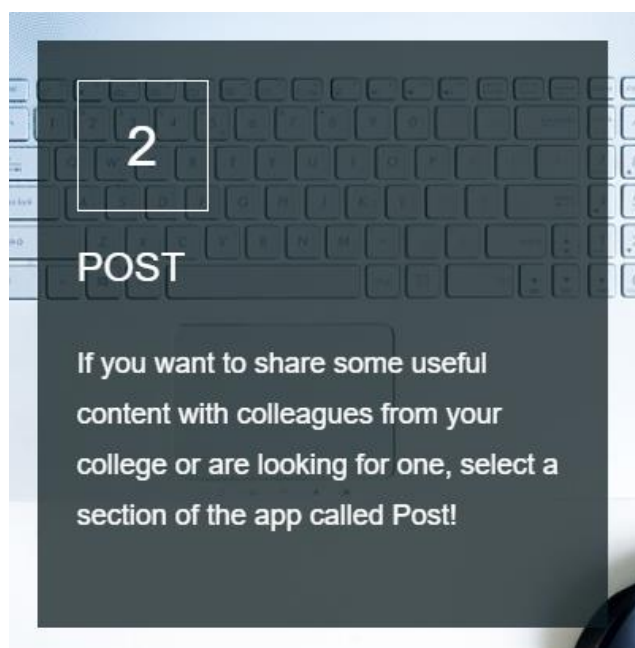 2
POST
If you want to share some useful
content with colleagues from your
college or are looking for one, select a
section of the app called Post!